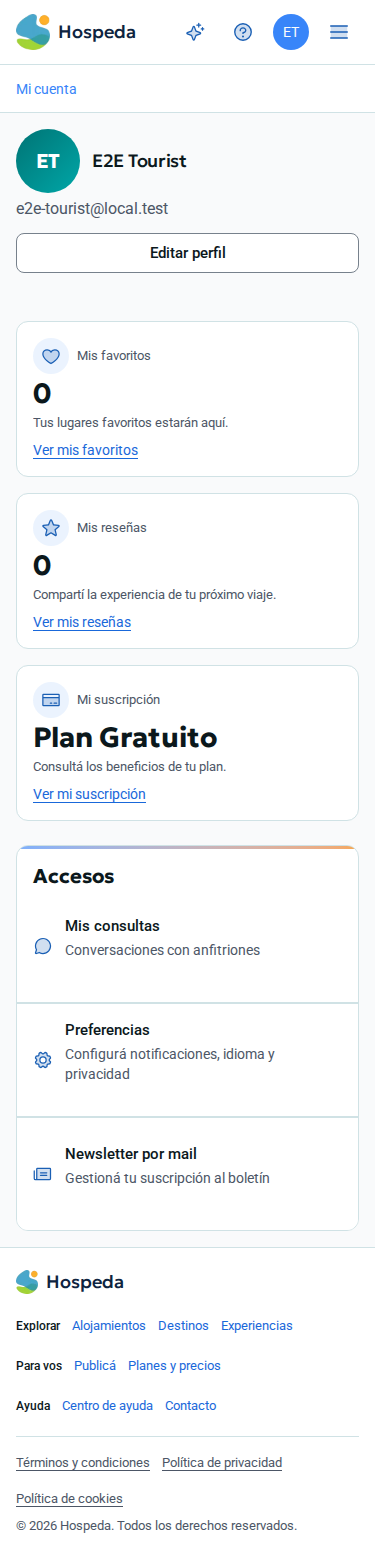 Hospeda
ET
Mi cuenta
ET
E2E Tourist
e2e-tourist@local.test
Editar perfil
Mis favoritos
0
Tus lugares favoritos estarán aquí.
Ver mis favoritos
Mis reseñas
0
Compartí la experiencia de tu próximo viaje.
Ver mis reseñas
Mi suscripción
Plan Gratuito
Consultá los beneficios de tu plan.
Ver mi suscripción
Accesos
Mis consultas
Conversaciones con anfitriones
Preferencias
Configurá notificaciones, idioma y
privacidad
Newsletter por mail
Gestioná tu suscripción al boletín
Hospeda
Explorar Alojamientos Destinos Experiencias
Para vos Publicá Planes y precios
Ayuda Centro de ayuda Contacto
Términos y condiciones Política de privacidad
Política de cookies
© 2026 Hospeda. Todos los derechos reservados.